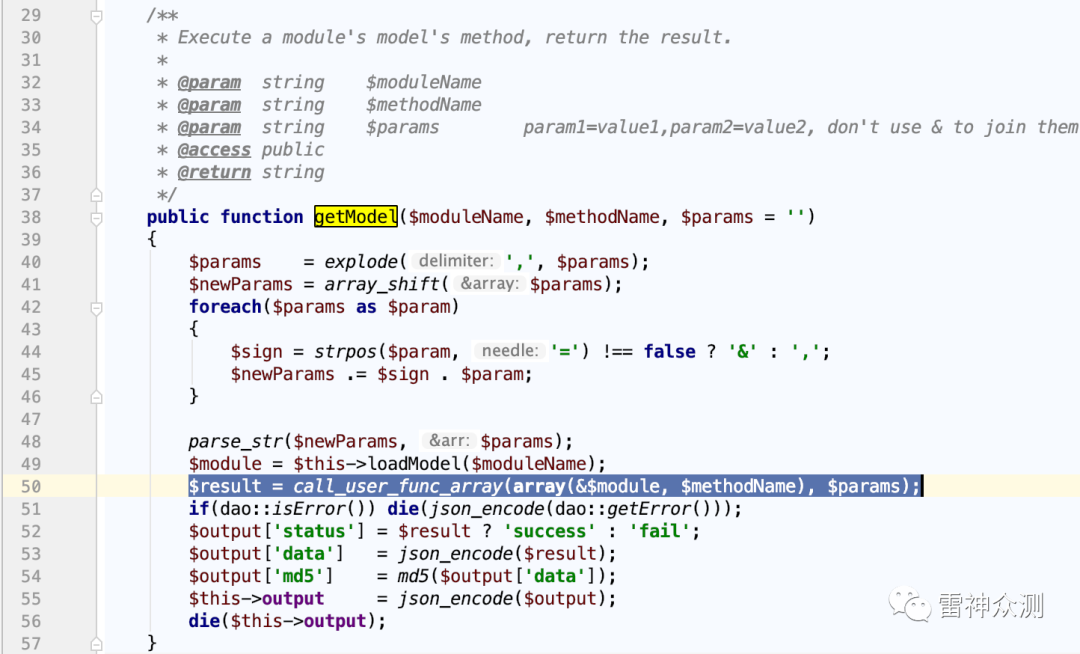 29 /**
30 * Execute a module's model's method, return the result.
31 *
32 * @param string $moduleName
33 * @param string $methodName
34 * @param string $params param1=value1,param2=value2, don't use & to join them
35 * @access public
36 * @return string
37 */
38 public function getModel($moduleName, $methodName, $params = '')
39 {
40 $params = explode( delimiter: ',', $params);
41 $newParams = array_shift( &array: $params);
42 foreach($params as $param)
43 {
44 $sign = strpos($param, needle: '=') !== false ? '&' : ',';
45 $newParams .= $sign . $param;
46 }
47
48 parse_str($newParams, &arr: $params);
49 $module = $this->loadModel($moduleName);
50 $result = call_user_func_array(array(&$module, $methodName), $params);
51 if(dao::isError()) die(json_encode(dao::getError()));
52 $output['status'] = $result ? 'success' : 'fail';
53 $output['data'] = json_encode($result);
54 $output['md5'] = md5($output['data']);
55 $this->output = json_encode($output);
56 die($this->output);
57 }
雷神众测